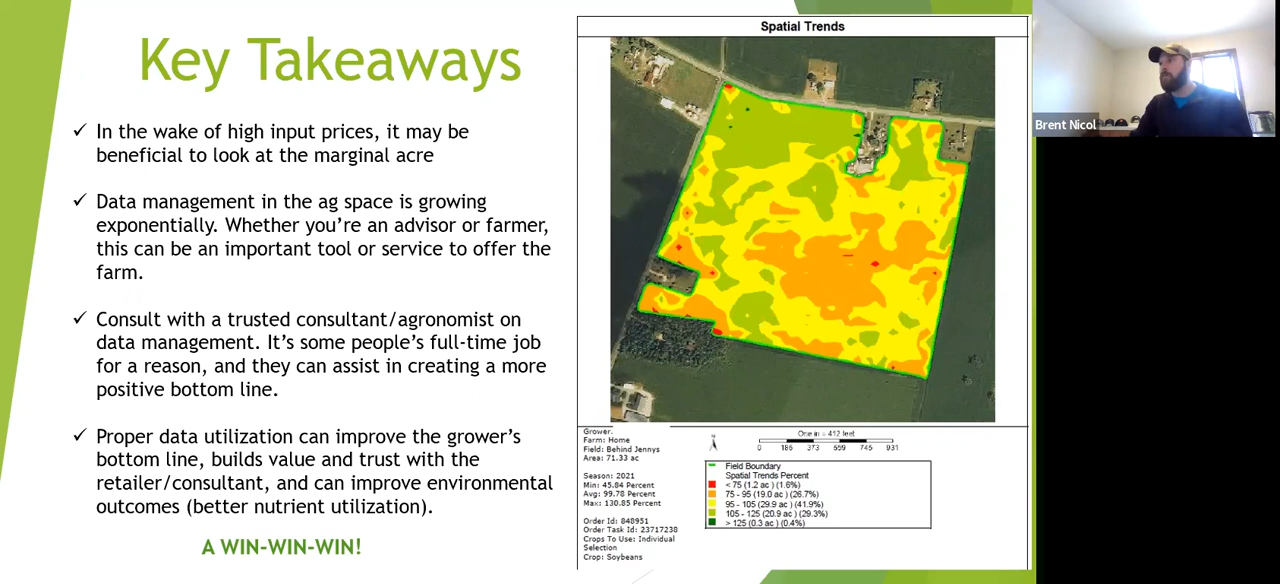 Key Takeaways
✓ In the wake of high input prices, it may be
beneficial to look at the marginal acre
✓ Data management in the ag space is growing
exponentially. Whether you're an advisor or farmer,
this can be an important tool or service to offer the
farm.
✓ Consult with a trusted consultant/agronomist on
data management. It's some people's full-time job
for a reason, and they can assist in creating a more
positive bottom line.
✓ Proper data utilization can improve the grower's
bottom line, builds value and trust with the
retailer/consultant, and can improve environmental
outcomes (better nutrient utilization).
A WIN-WIN-WIN!
Spatial Trends
Grower:
Farm: Home
Field: Behind Jennys
Area: 71.33 ac
Season: 2021
Min: 45.84 Percent
Avg: 99.78 Percent
Max: 130.85 Percent
Order Id: 848951
Order Task Id: 23717238
Crops To Use: Individual
Selection
Crop: Soybeans
N
One in = 412 feet
0 186 373 559 745 931
Field Boundary
Spatial Trends Percent
< 75 (1.2 ac ) (1.6%)
75 - 95 (19.0 ac ) (26.7%)
95 - 105 (29.9 ac ) (41.9%)
105 - 125 (20.9 ac ) (29.3%)
> 125 (0.3 ac ) (0.4%)
Brent Nicol